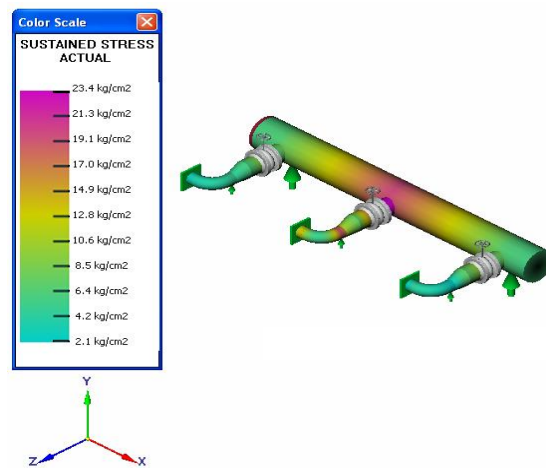 Color Scale
SUSTAINED STRESS
ACTUAL
23.4 kg/cm2
21.3 kg/cm2
19.1 kg/cm2
17.0 kg/cm2
14.9 kg/cm2
12.8 kg/cm2
10.6 kg/cm2
8.5 kg/cm2
6.4 kg/cm2
4.2 kg/cm2
2.1 kg/cm2
Y
Z
X